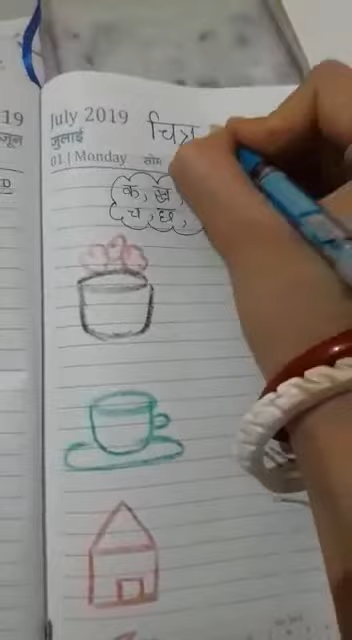 19
जून
July 2019 चित्र
जुलाई
01 | Monday सोम
क, ख,
च, छ,